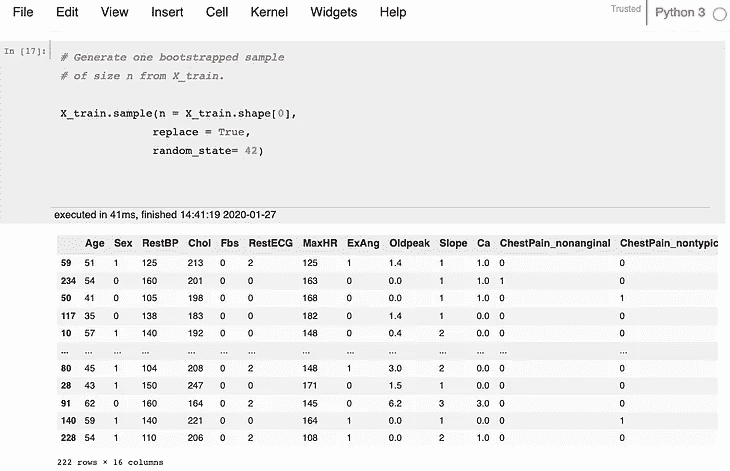 File Edit View Insert Cell Kernel Widgets Help Trusted Python 3
In [17]:
# Generate one bootstrapped sample
# of size n from X_train.
X_train.sample(n = X_train.shape[0],
replace = True,
random_state= 42)
executed in 41ms, finished 14:41:19 2020-01-27
Age Sex RestBP Chol Fbs RestECG MaxHR ExAng Oldpeak Slope Ca ChestPain_nonanginal ChestPain_nontypic
59 51 1 125 213 0 2 125 1 1.4 1 1.0 0 0
234 54 0 160 201 0 0 163 0 0.0 1 1.0 1 0
50 41 0 105 198 0 0 168 0 0.0 1 1.0 0 1
117 35 0 138 183 0 0 182 0 1.4 1 0.0 0 0
10 57 1 140 192 0 0 148 0 0.4 2 0.0 0 0
... ... ... ... ... ... ... ... ... ... ... ... ... ...
80 45 1 104 208 0 2 148 1 3.0 2 0.0 0 0
28 43 1 150 247 0 0 171 0 1.5 1 0.0 0 0
91 62 0 160 164 0 2 145 0 6.2 3 3.0 0 0
140 59 1 140 221 0 0 164 1 0.0 1 0.0 0 1
228 54 1 110 206 0 2 108 1 0.0 2 1.0 0 0
222 rows × 16 columns